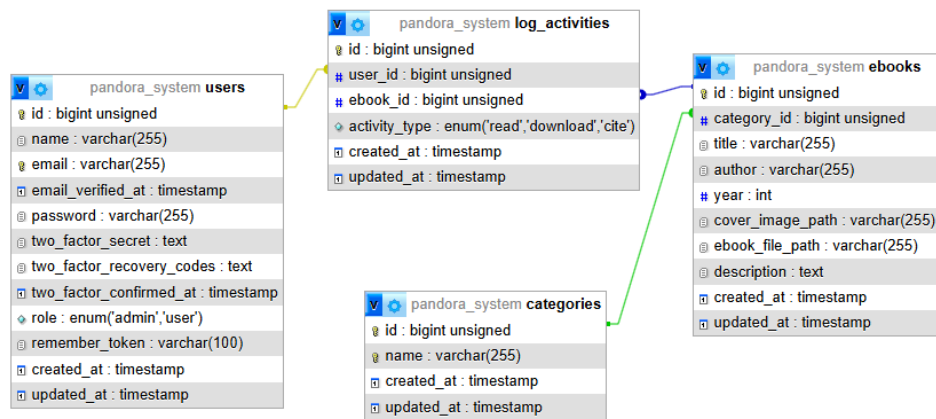 pandora_system users
id : bigint unsigned
name : varchar(255)
email : varchar(255)
email_verified_at : timestamp
password : varchar(255)
two_factor_secret : text
two_factor_recovery_codes : text
two_factor_confirmed_at : timestamp
role : enum('admin','user')
remember_token : varchar(100)
created_at : timestamp
updated_at : timestamp
pandora_system log_activities
id : bigint unsigned
user_id : bigint unsigned
ebook_id : bigint unsigned
activity_type : enum('read','download','cite')
created_at : timestamp
updated_at : timestamp
pandora_system categories
id : bigint unsigned
name : varchar(255)
created_at : timestamp
updated_at : timestamp
pandora_system ebooks
id : bigint unsigned
category_id : bigint unsigned
title : varchar(255)
author : varchar(255)
year : int
cover_image_path : varchar(255)
ebook_file_path : varchar(255)
description : text
created_at : timestamp
updated_at : timestamp